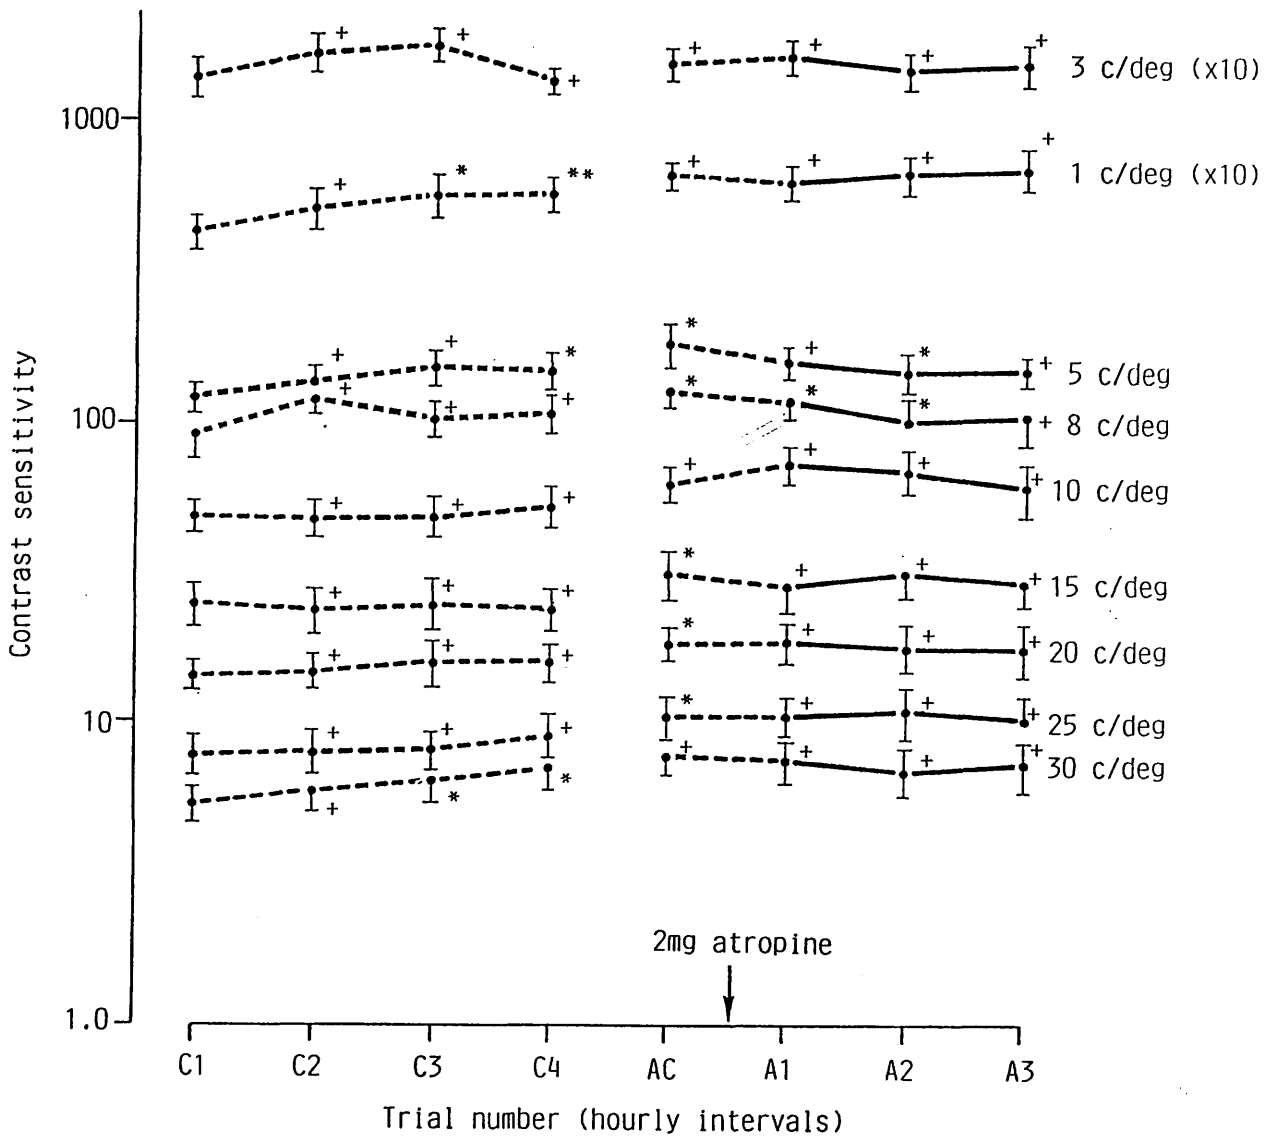 3 c/deg (x10)
1000
1 c/deg (x10)
5 c/deg
100
8 c/deg
10 c/deg
15 c/deg
20 c/deg
10
25 c/deg
30 c/deg
Contrast sensitivity
2mg atropine
1.0
C1 C2 C3 C4 AC A1 A2 A3
Trial number (hourly intervals)